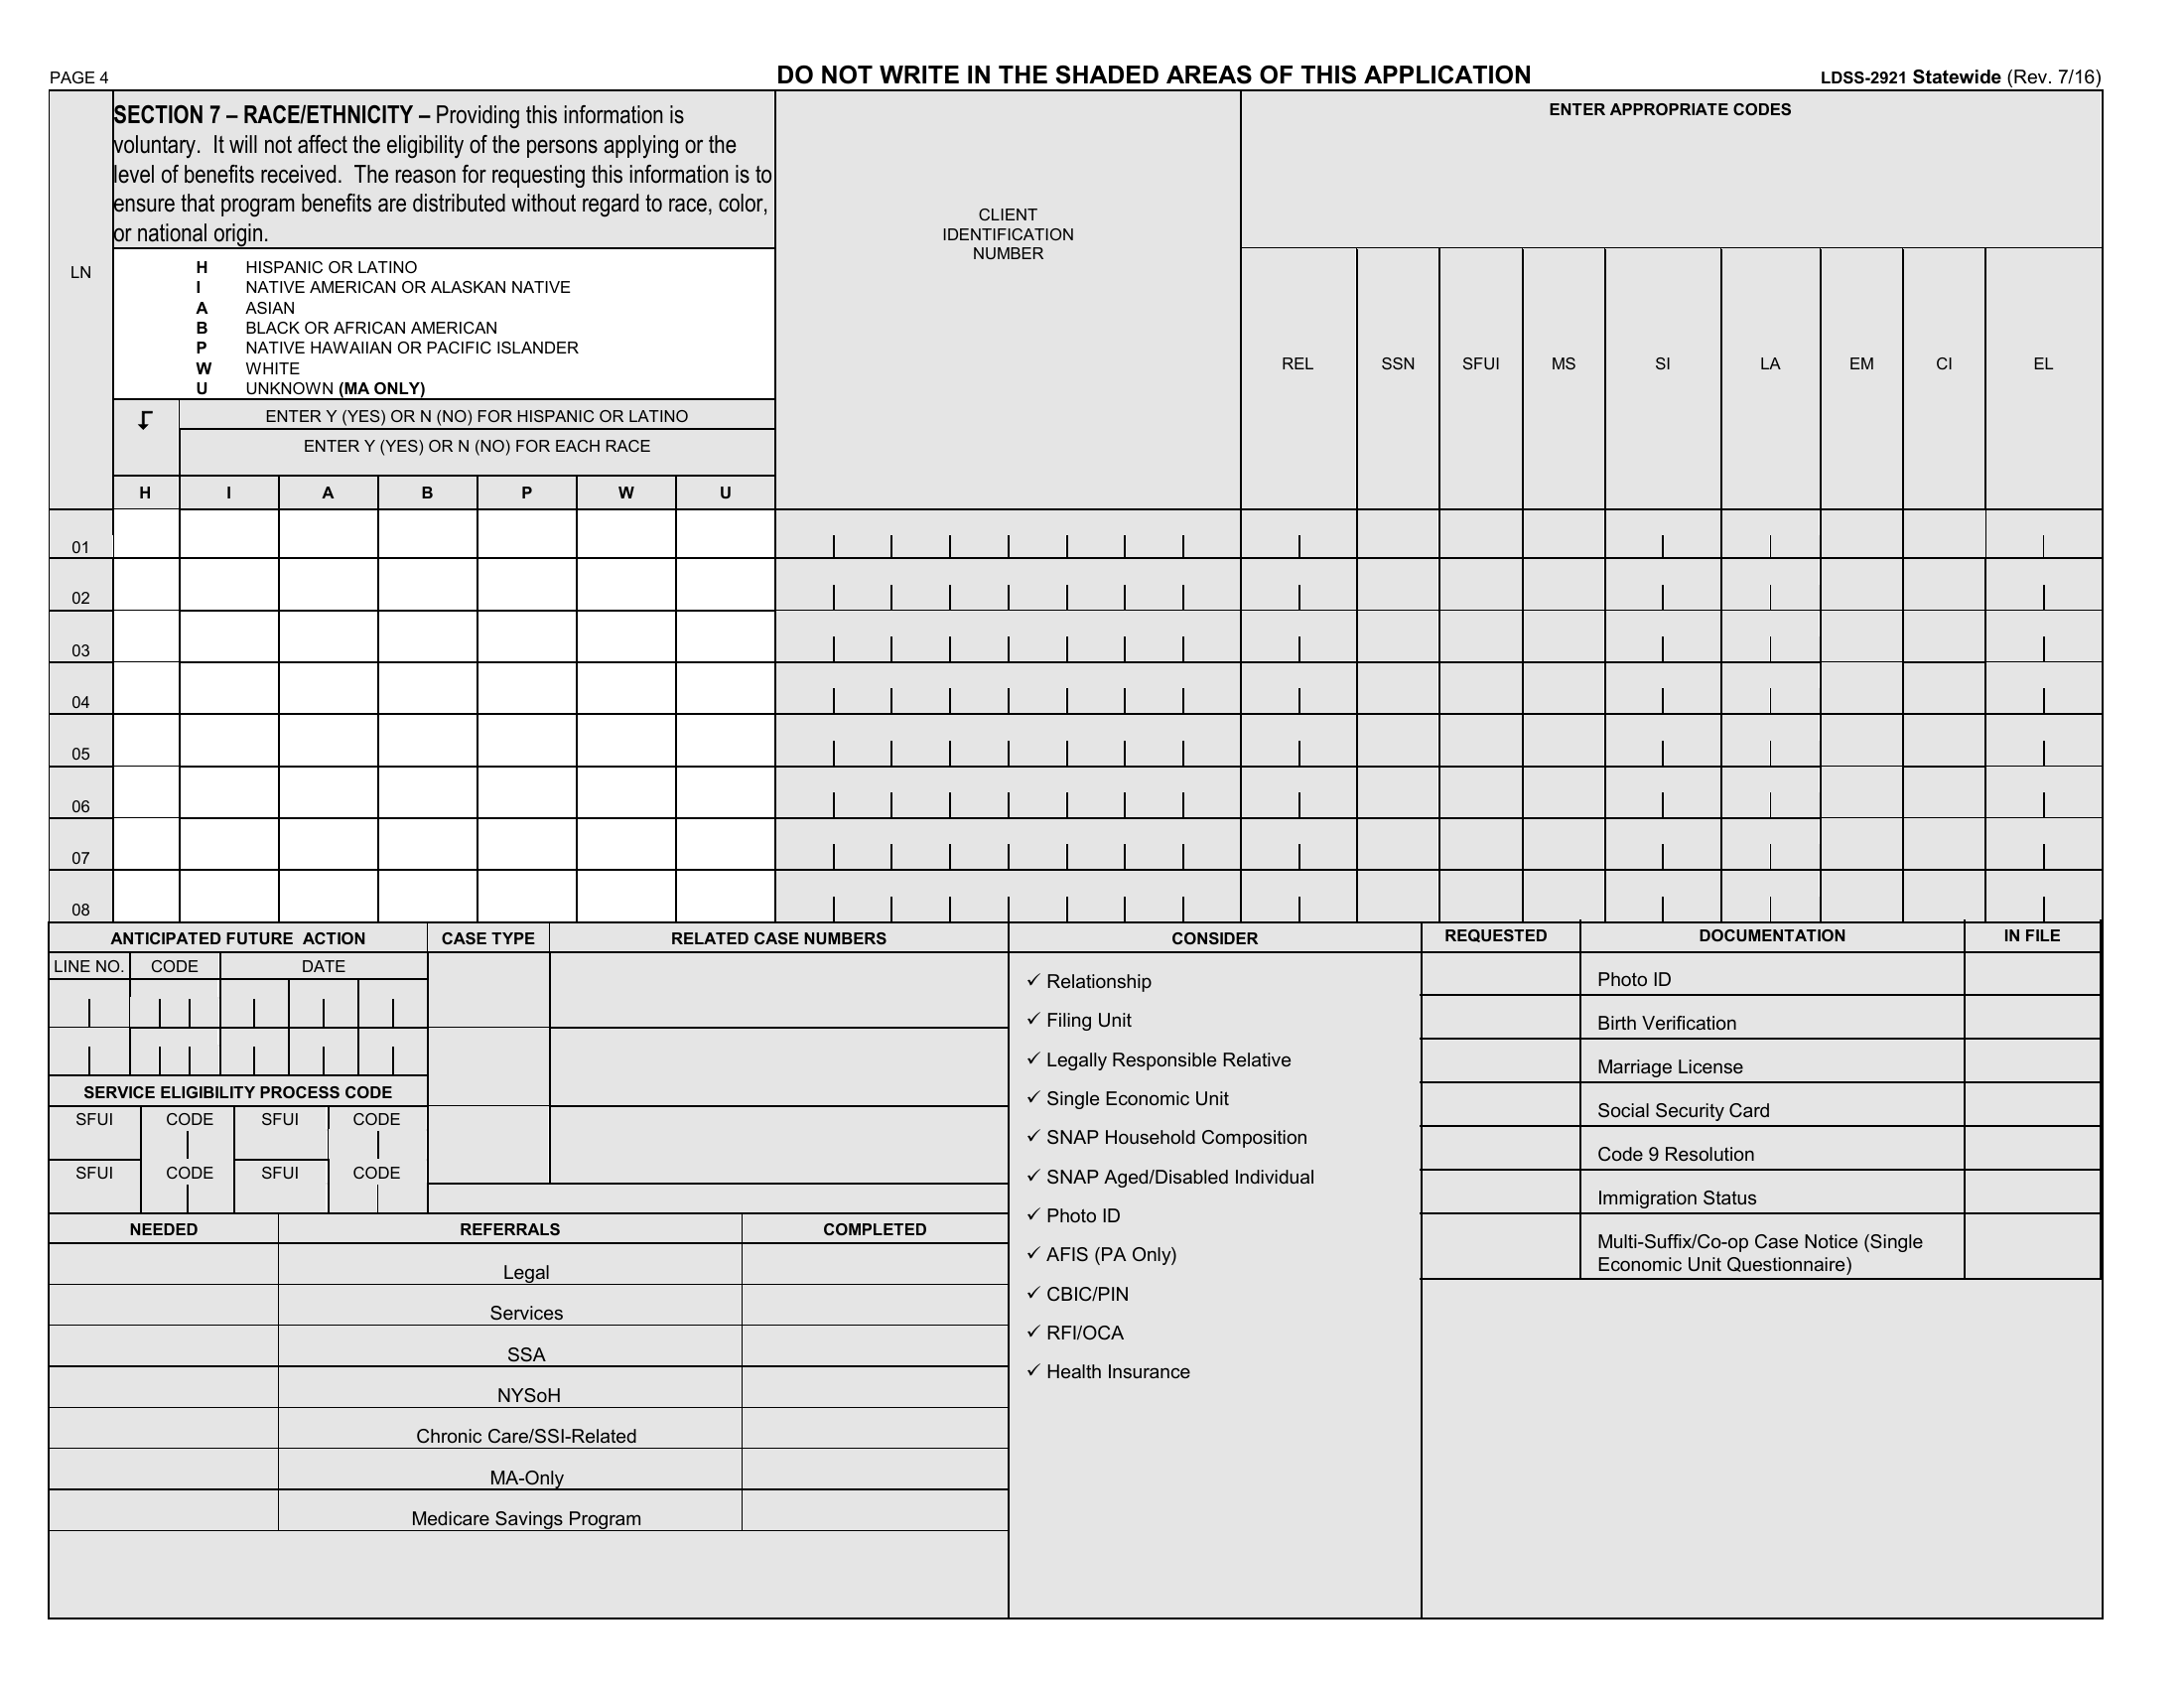 PAGE 4
DO NOT WRITE IN THE SHADED AREAS OF THIS APPLICATION
LDSS-2921 Statewide (Rev. 7/16)
LN
SECTION 7 – RACE/ETHNICITY – Providing this information is
voluntary.  It will not affect the eligibility of the persons applying or the
level of benefits received.  The reason for requesting this information is to
ensure that program benefits are distributed without regard to race, color,
or national origin.
H HISPANIC OR LATINO
I NATIVE AMERICAN OR ALASKAN NATIVE
A ASIAN
B BLACK OR AFRICAN AMERICAN
P NATIVE HAWAIIAN OR PACIFIC ISLANDER
W WHITE
U UNKNOWN (MA ONLY)
ENTER Y (YES) OR N (NO) FOR HISPANIC OR LATINO
ENTER Y (YES) OR N (NO) FOR EACH RACE
H I A B P W U
CLIENT
IDENTIFICATION
NUMBER
ENTER APPROPRIATE CODES
REL SSN SFUI MS SI LA EM CI EL
01
02
03
04
05
06
07
08
ANTICIPATED FUTURE  ACTION
LINE NO. CODE DATE
SERVICE ELIGIBILITY PROCESS CODE
SFUI CODE SFUI CODE
SFUI CODE SFUI CODE
CASE TYPE
RELATED CASE NUMBERS
NEEDED REFERRALS COMPLETED
Legal
Services
SSA
NYSoH
Chronic Care/SSI-Related
MA-Only
Medicare Savings Program
CONSIDER
✓ Relationship
✓ Filing Unit
✓ Legally Responsible Relative
✓ Single Economic Unit
✓ SNAP Household Composition
✓ SNAP Aged/Disabled Individual
✓ Photo ID
✓ AFIS (PA Only)
✓ CBIC/PIN
✓ RFI/OCA
✓ Health Insurance
REQUESTED DOCUMENTATION IN FILE
Photo ID
Birth Verification
Marriage License
Social Security Card
Code 9 Resolution
Immigration Status
Multi-Suffix/Co-op Case Notice (Single
Economic Unit Questionnaire)